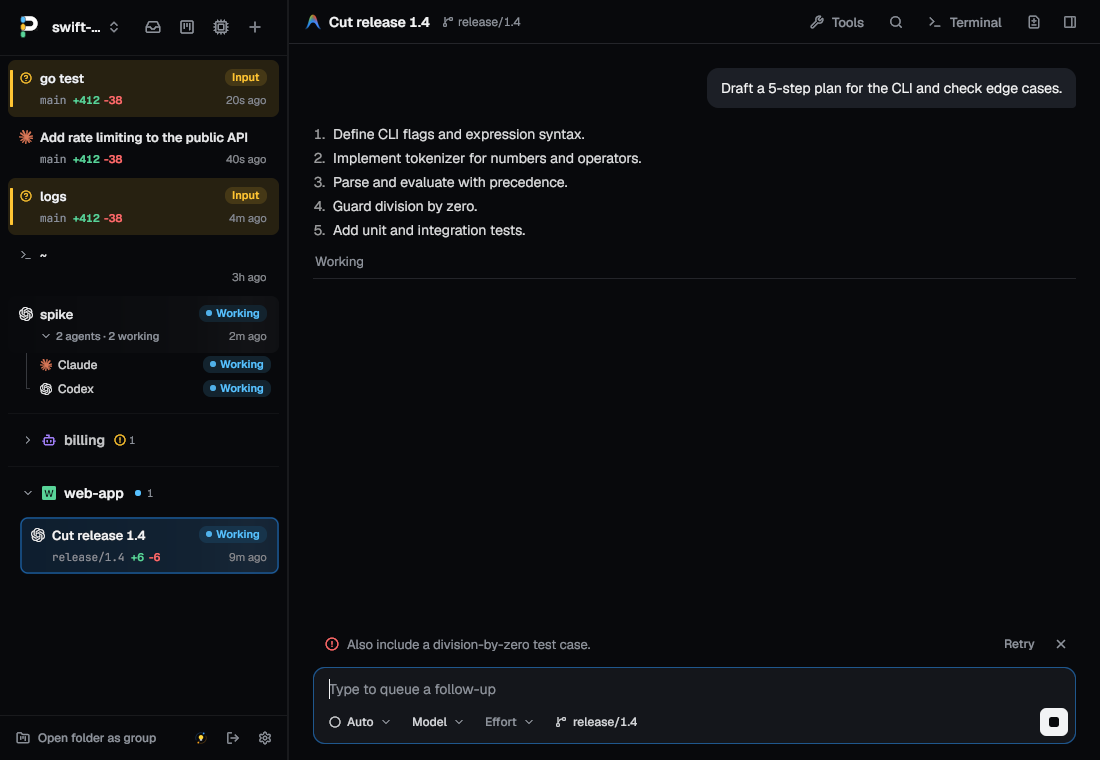 swift-...
go test
Input
main +412 -38
20s ago
Add rate limiting to the public API
main +412 -38
40s ago
logs
Input
main +412 -38
4m ago
~
3h ago
spike
Working
2 agents · 2 working
2m ago
Claude
Working
Codex
Working
billing
1
W
web-app
1
Cut release 1.4
Working
release/1.4 +6 -6
9m ago
Open folder as group
Cut release 1.4
release/1.4
Tools
Terminal
Draft a 5-step plan for the CLI and check edge cases.
1. Define CLI flags and expression syntax.
2. Implement tokenizer for numbers and operators.
3. Parse and evaluate with precedence.
4. Guard division by zero.
5. Add unit and integration tests.
Working
Also include a division-by-zero test case.
Retry
Type to queue a follow-up
Auto
Model
Effort
release/1.4